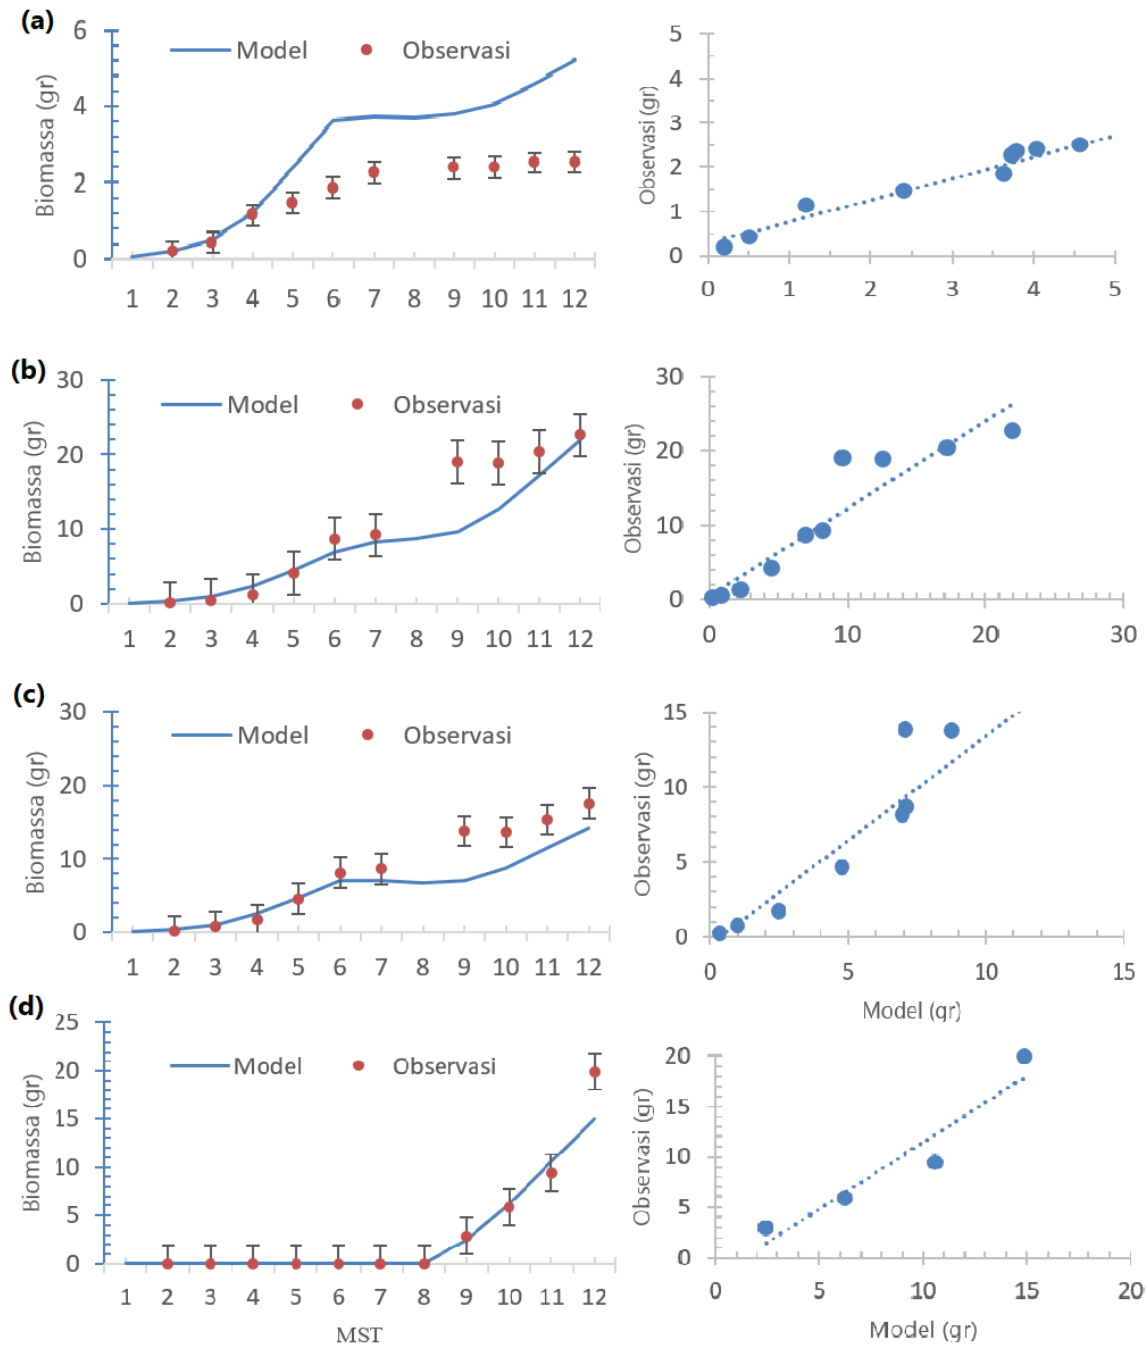 (a)
6
4
2
0
Biomassa (gr)
Model
Observasi
1 2 3 4 5 6 7 8 9 10 11 12
5
4
3
2
1
0
Observasi (gr)
0 1 2 3 4 5
(b)
30
20
10
0
Biomassa (gr)
Model
Observasi
1 2 3 4 5 6 7 8 9 10 11 12
30
20
10
0
Observasi (gr)
0 10 20 30
(c)
30
20
10
0
Biomassa (gr)
Model
Observasi
1 2 3 4 5 6 7 8 9 10 11 12
15
10
5
0
Observasi (gr)
0 5 10 15
Model (gr)
(d)
25
20
15
10
5
0
Biomassa (gr)
Model
Observasi
1 2 3 4 5 6 7 8 9 10 11 12
MST
20
15
10
5
0
Observasi (gr)
0 5 10 15 20
Model (gr)